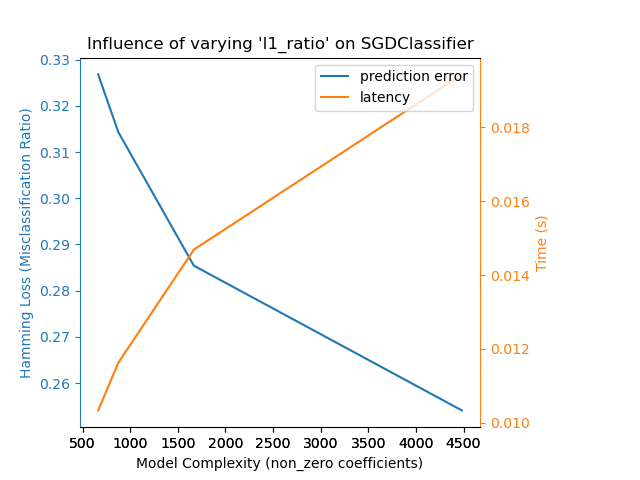 Influence of varying 'l1_ratio' on SGDClassifier
prediction error
latency
Hamming Loss (Misclassification Ratio)
0.33
0.32
0.31
0.30
0.29
0.28
0.27
0.26
0.018
0.016
0.014
0.012
0.010
Time (s)
500 1000 1500 2000 2500 3000 3500 4000 4500
Model Complexity (non_zero coefficients)